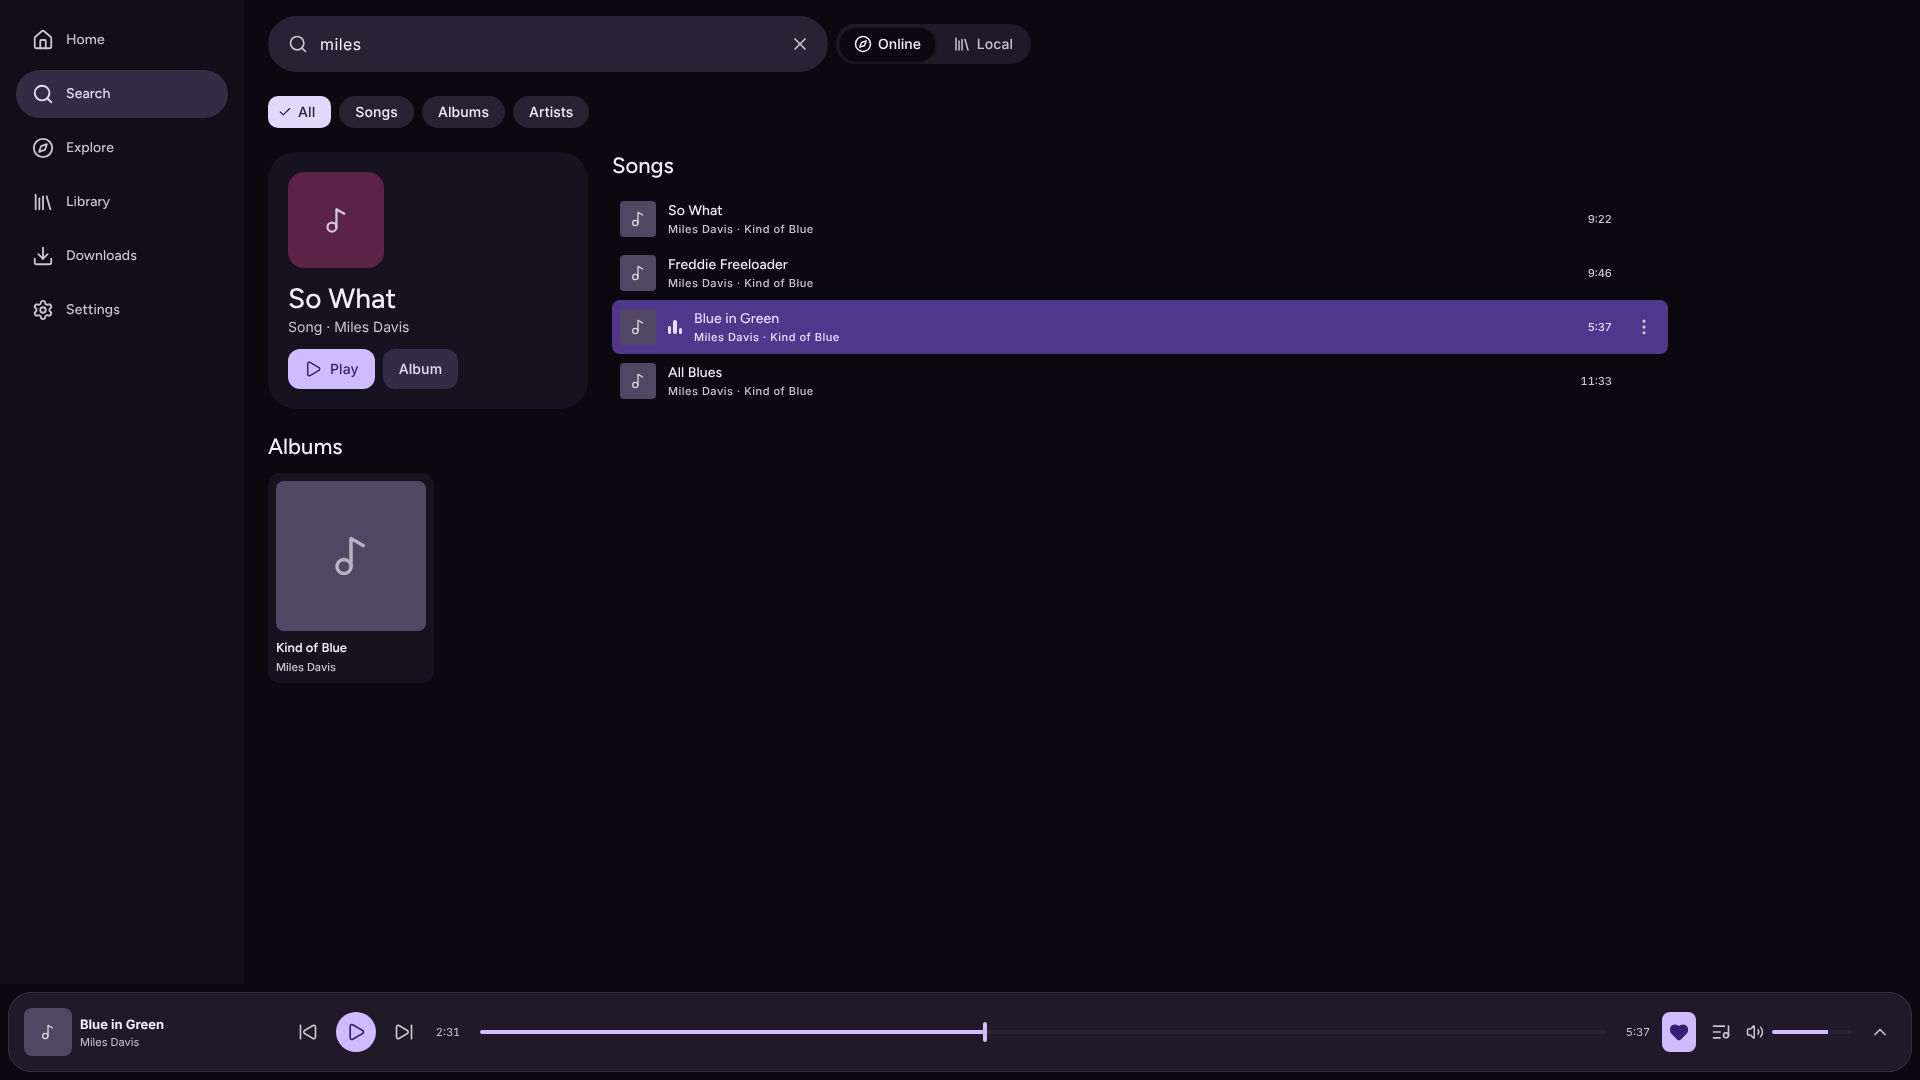 Home
Search
Explore
Library
Downloads
Settings
miles
Online
Local
All
Songs
Albums
Artists
So What
Song · Miles Davis
Play
Album
Songs
So What
Miles Davis · Kind of Blue
9:22
Freddie Freeloader
Miles Davis · Kind of Blue
9:46
Blue in Green
Miles Davis · Kind of Blue
5:37
All Blues
Miles Davis · Kind of Blue
11:33
Albums
Kind of Blue
Miles Davis
Blue in Green
Miles Davis
2:31
5:37